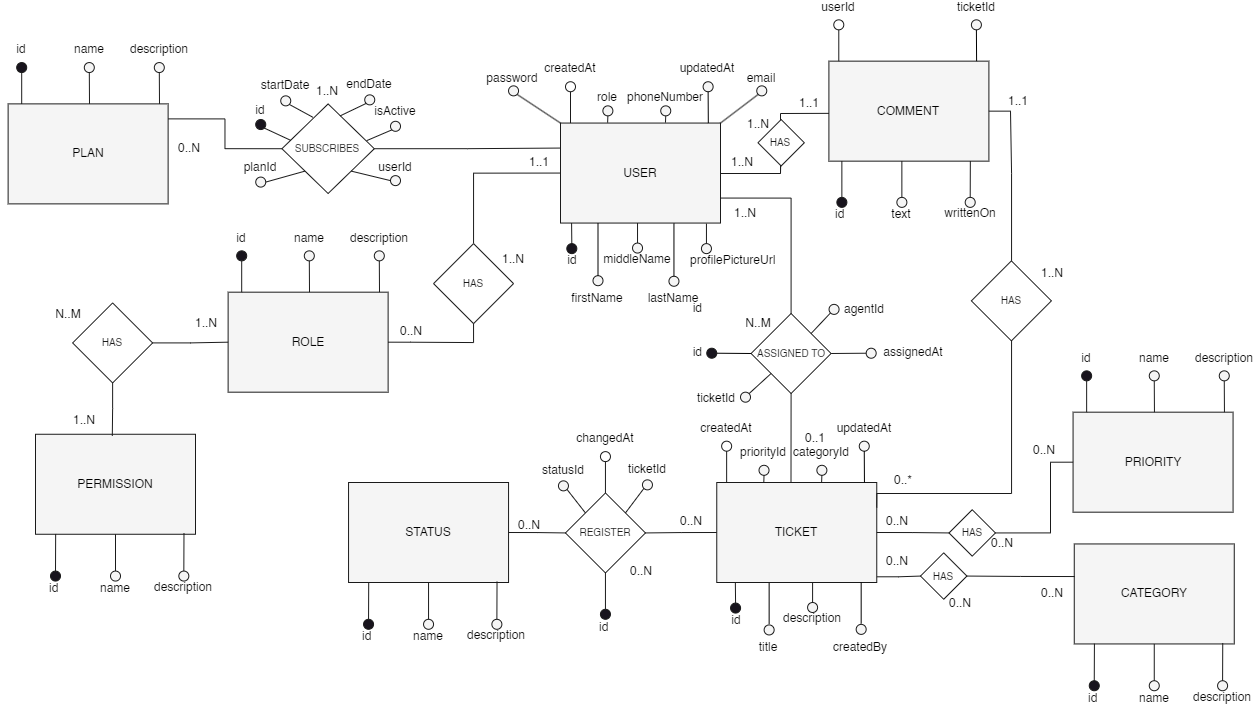 userId
ticketId
id
name
description
startDate
1..N
endDate
id
isActive
PLAN
0..N
SUBSCRIBES
planId
userId
password
createdAt
role
phoneNumber
updatedAt
email
1..1
USER
1..N
1..N
HAS
1..1
COMMENT
1..1
id
text
writtenOn
1..N
id
middleName
profilePictureUrl
firstName
lastName
id
id
name
description
HAS
1..N
ROLE
1..N
0..N
N..M
HAS
1..N
PERMISSION
id
name
description
HAS
1..N
N..M
agentId
id
ASSIGNED TO
assignedAt
ticketId
0..1
createdAt
priorityId
categoryId
updatedAt
0..*
id
name
description
0..N
PRIORITY
STATUS
0..N
changedAt
statusId
ticketId
REGISTER
0..N
0..N
id
id
name
description
TICKET
0..N
HAS
0..N
0..N
HAS
0..N
0..N
CATEGORY
id
title
description
createdBy
id
name
description